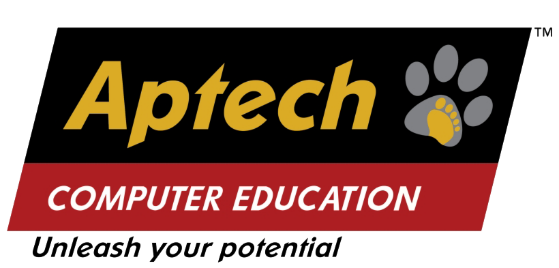 Aptech
TM
COMPUTER EDUCATION
Unleash your potential